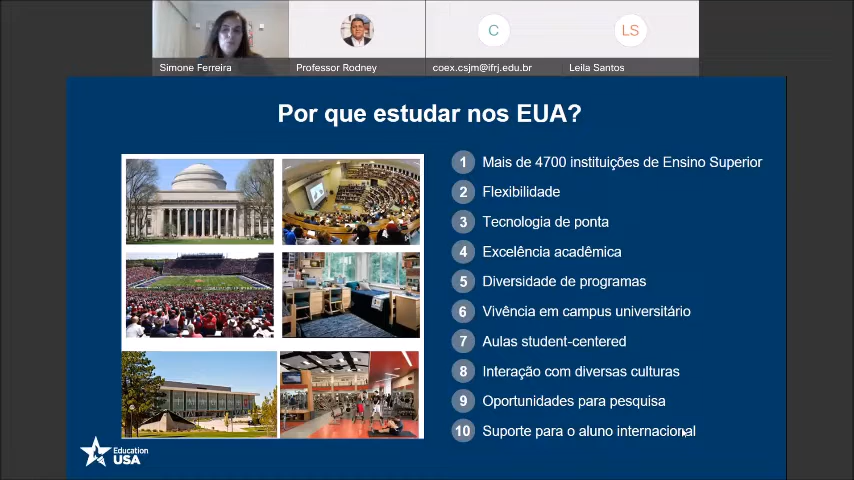 C
LS
Simone Ferreira
Professor Rodney
coex.csjm@ifrj.edu.br
Leila Santos
Por que estudar nos EUA?
1 Mais de 4700 instituições de Ensino Superior
2 Flexibilidade
3 Tecnologia de ponta
4 Excelência acadêmica
5 Diversidade de programas
6 Vivência em campus universitário
7 Aulas student-centered
8 Interação com diversas culturas
9 Oportunidades para pesquisa
10 Suporte para o aluno internacional
Education
USA